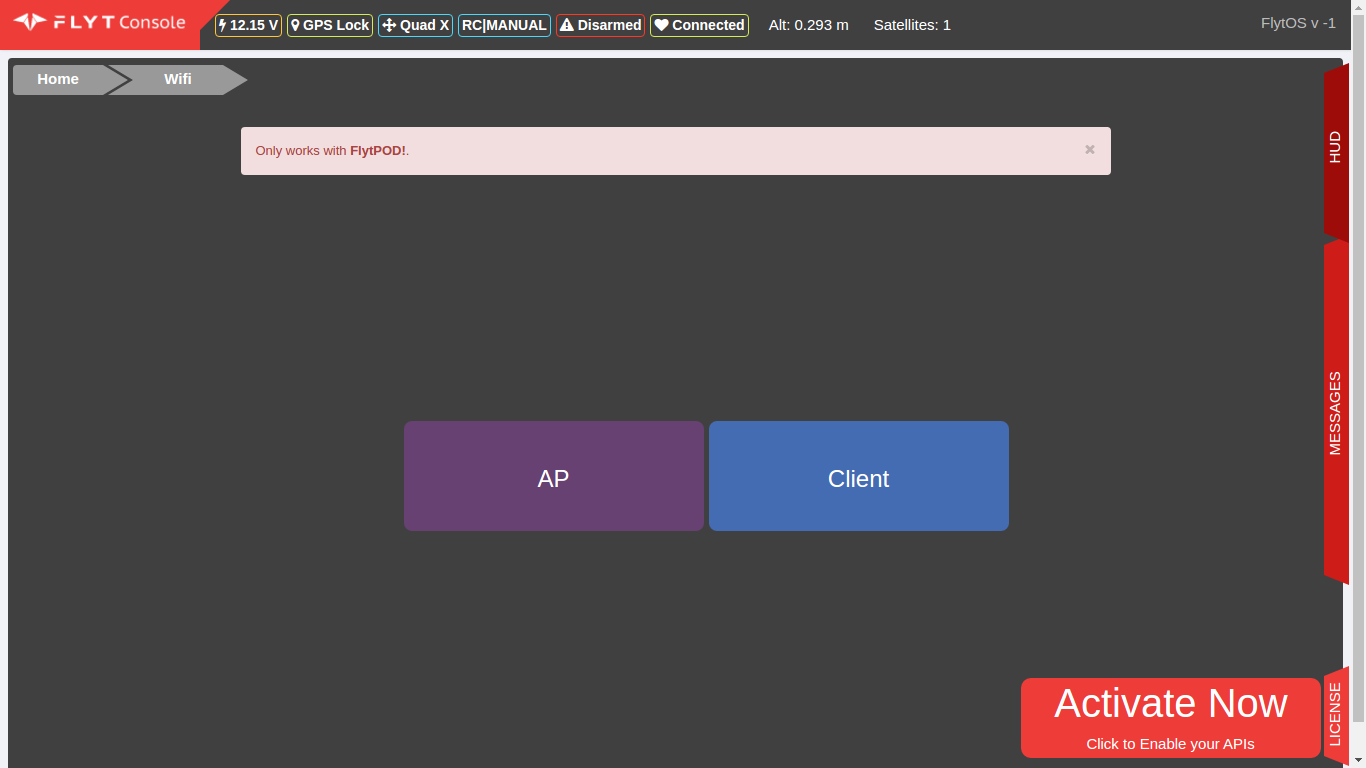 FLYT Console
12.15 V GPS Lock Quad X RC|MANUAL Disarmed Connected Alt: 0.293 m Satellites: 1 FlytOS v -1
Home Wifi
Only works with FlytPOD!.
HUD
MESSAGES
AP Client
Activate Now
Click to Enable your APIs
LICENSE